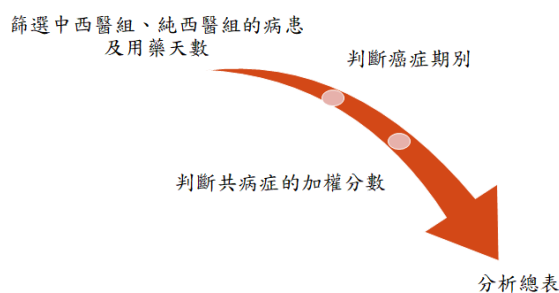 篩選中西醫組、純西醫組的病患
及用藥天數
判斷癌症期別
判斷共病症的加權分數
分析總表